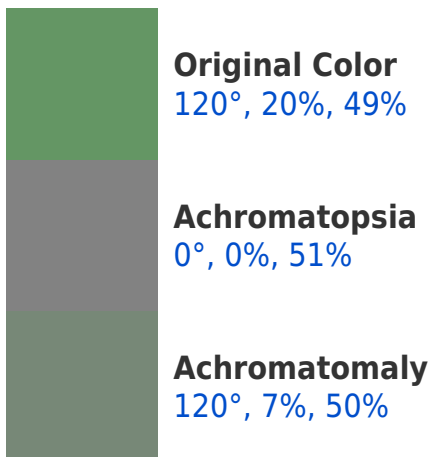 Original Color
120°, 20%, 49%
Achromatopsia
0°, 0%, 51%
Achromatomaly
120°, 7%, 50%